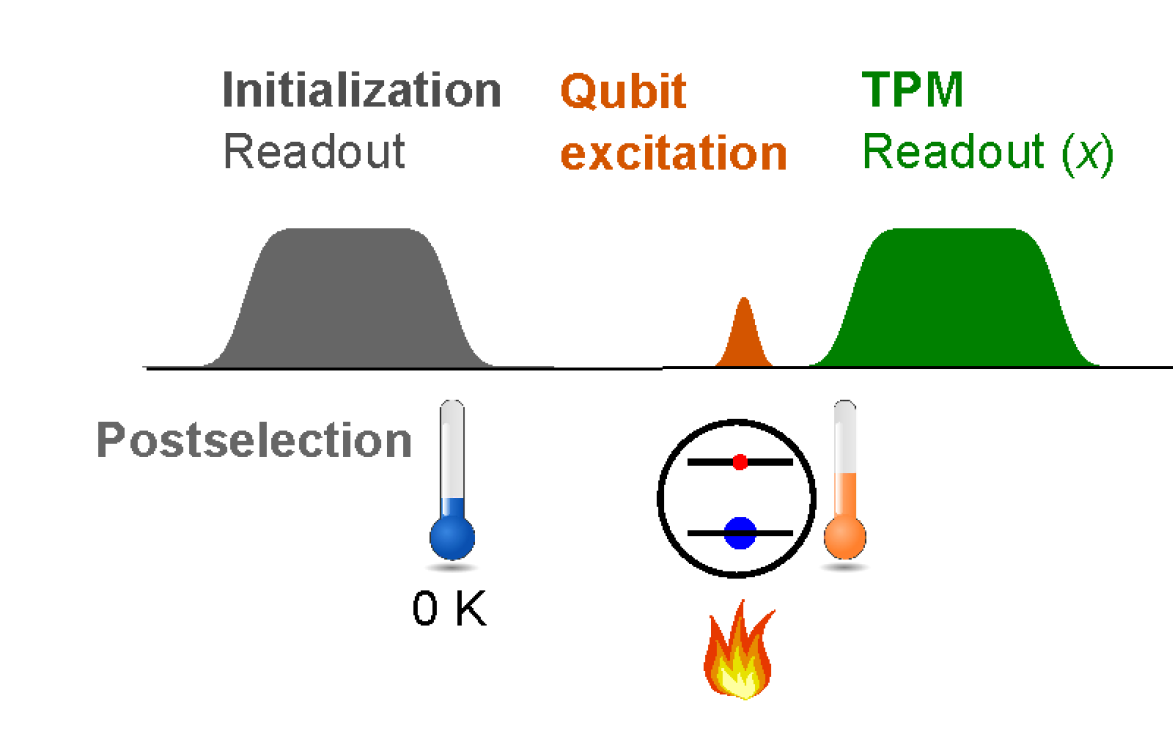 Initialization
Readout
Qubit
excitation
TPM
Readout (x)
Postselection
0 K